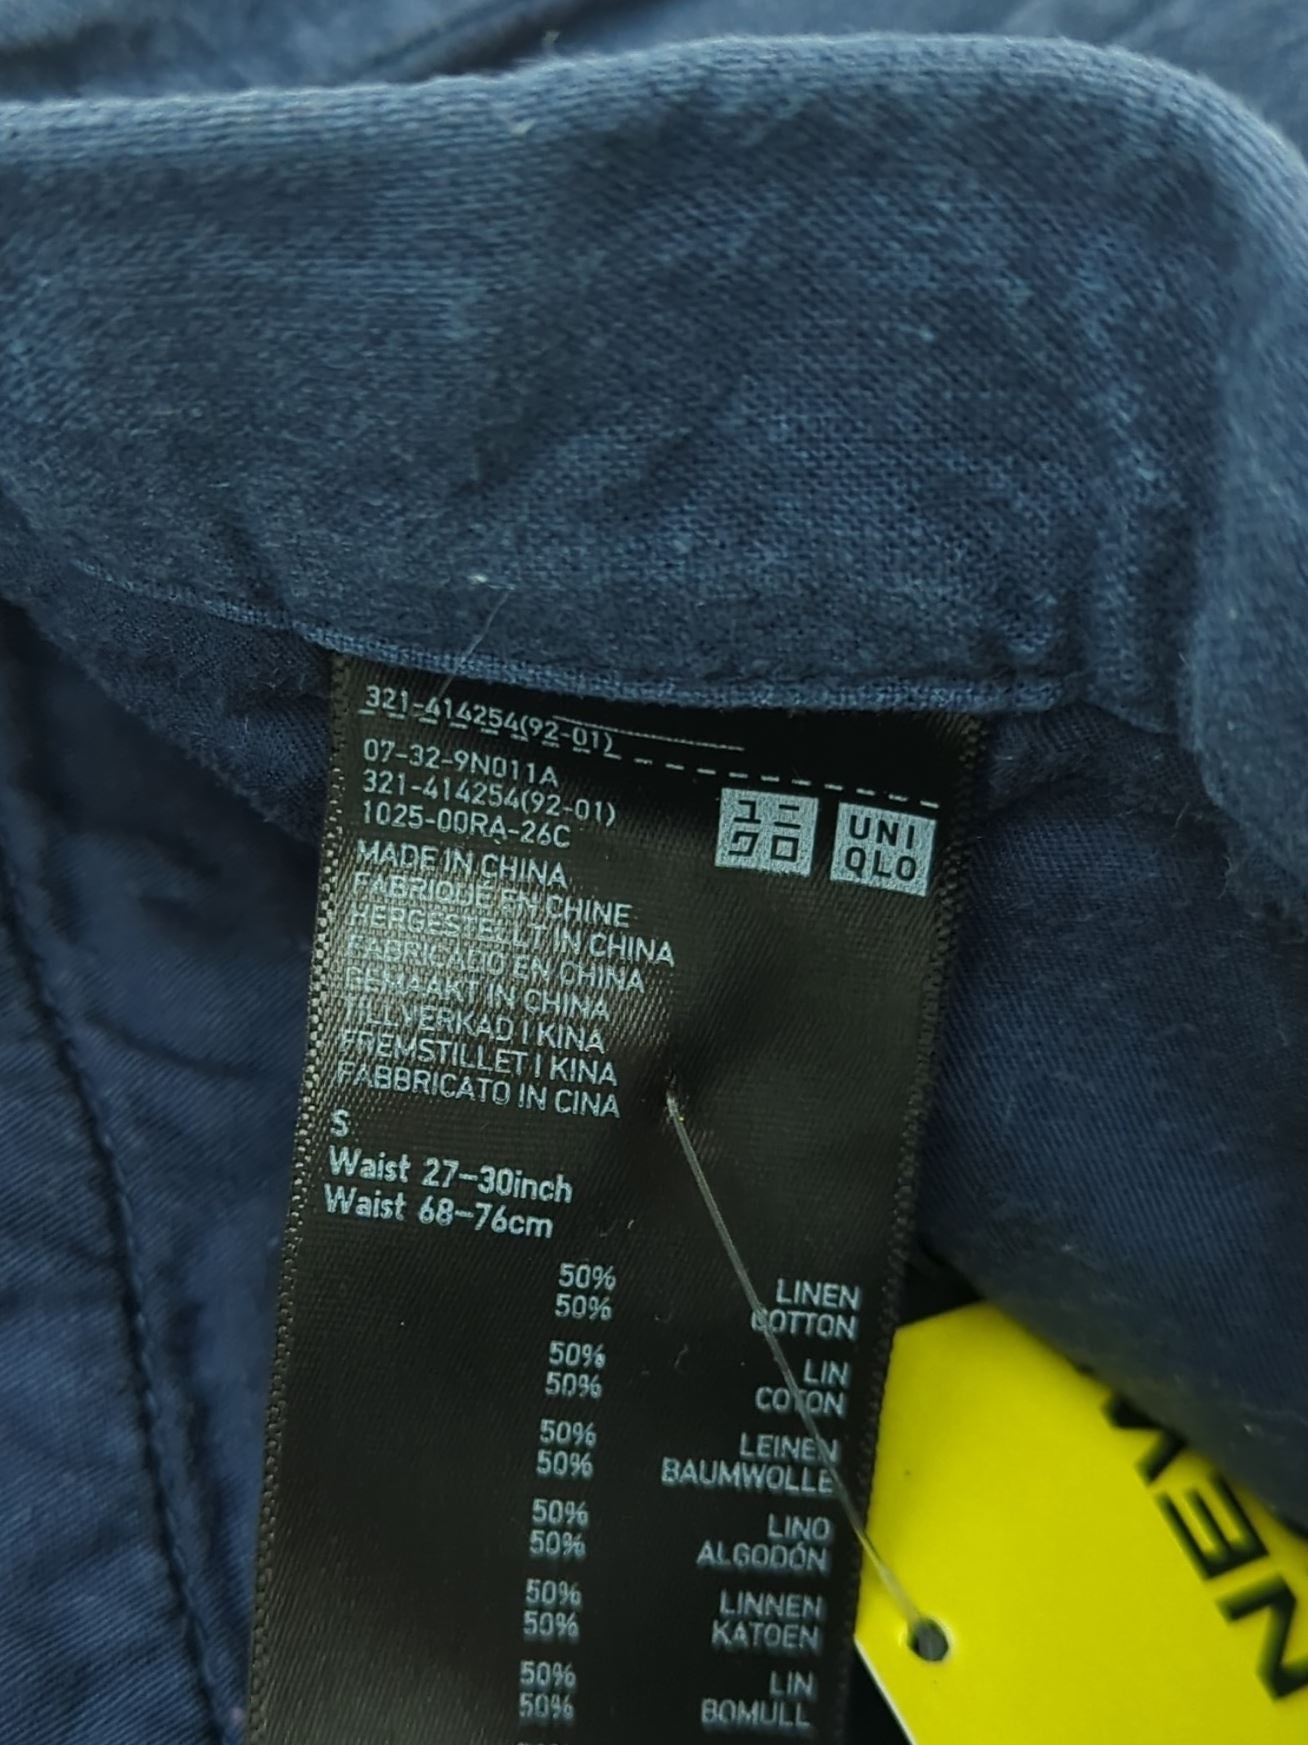 321-414254(92-01)
07-32-9N011A
321-414254(92-01)
1025-00RA-26C
ユニ
クロ
UNI
QLO
MADE IN CHINA
FABRIQUÉ EN CHINE
HERGESTELLT IN CHINA
FABRICADO EN CHINA
GEMAAKT IN CHINA
TILLVERKAD I KINA
FREMSTILLET I KINA
FABBRICATO IN CINA
S
Waist 27-30inch
Waist 68-76cm
50% LINEN
50% COTTON
50% LIN
50% COTON
50% LEINEN
50% BAUMWOLLE
50% LINO
50% ALGODÓN
50% LINNEN
50% KATOEN
50% LIN
50% BOMULL